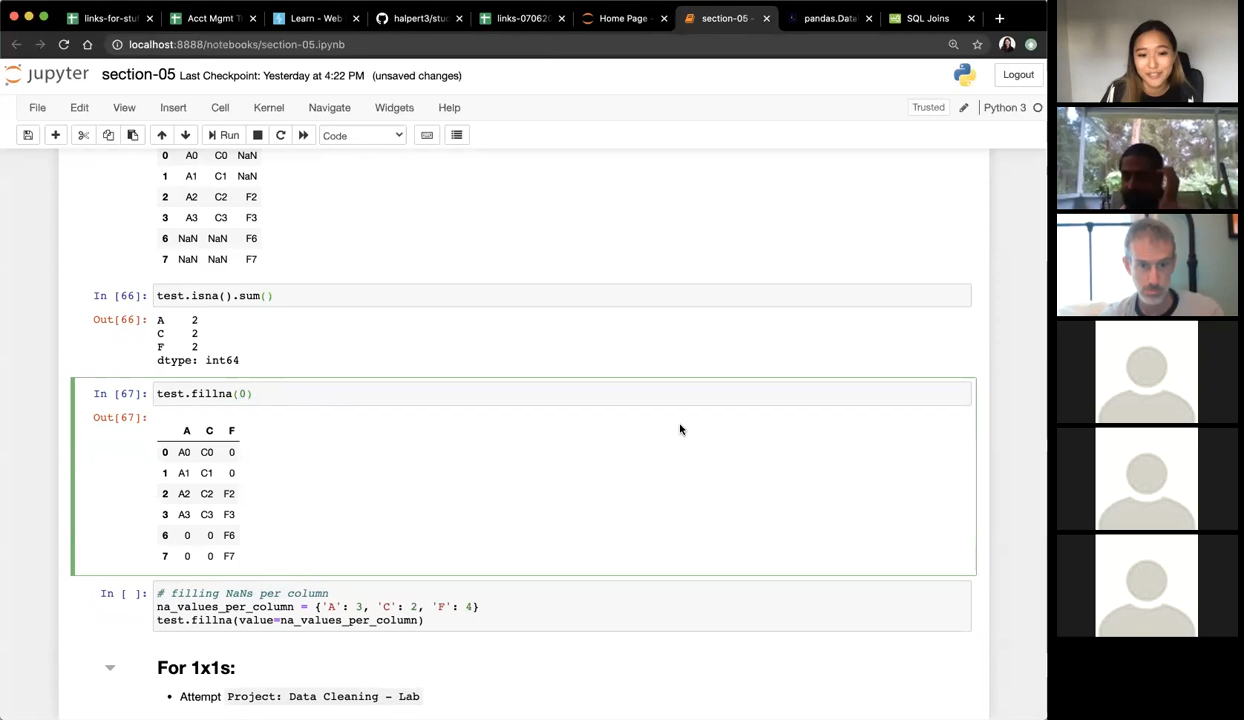 links-for-stuf
Acct Mgmt T
Learn - Web
halpert3/stud
links-07062
Home Page -
section-05 -
pandas.Data
SQL Joins
localhost:8888/notebooks/section-05.ipynb
jupyter section-05 Last Checkpoint: Yesterday at 4:22 PM (unsaved changes) Logout
File Edit View Insert Cell Kernel Navigate Widgets Help Trusted Python 3
Run Code
0 A0 C0 NaN
1 A1 C1 NaN
2 A2 C2 F2
3 A3 C3 F3
6 NaN NaN F6
7 NaN NaN F7
In [66]: test.isna().sum()
Out[66]: A 2
C 2
F 2
dtype: int64
In [67]: test.fillna(0)
Out[67]:
A C F
0 A0 C0 0
1 A1 C1 0
2 A2 C2 F2
3 A3 C3 F3
6 0 0 F6
7 0 0 F7
In [ ]: # filling NaNs per column
na_values_per_column = {'A': 3, 'C': 2, 'F': 4}
test.fillna(value=na_values_per_column)
For 1x1s:
• Attempt Project: Data Cleaning - Lab